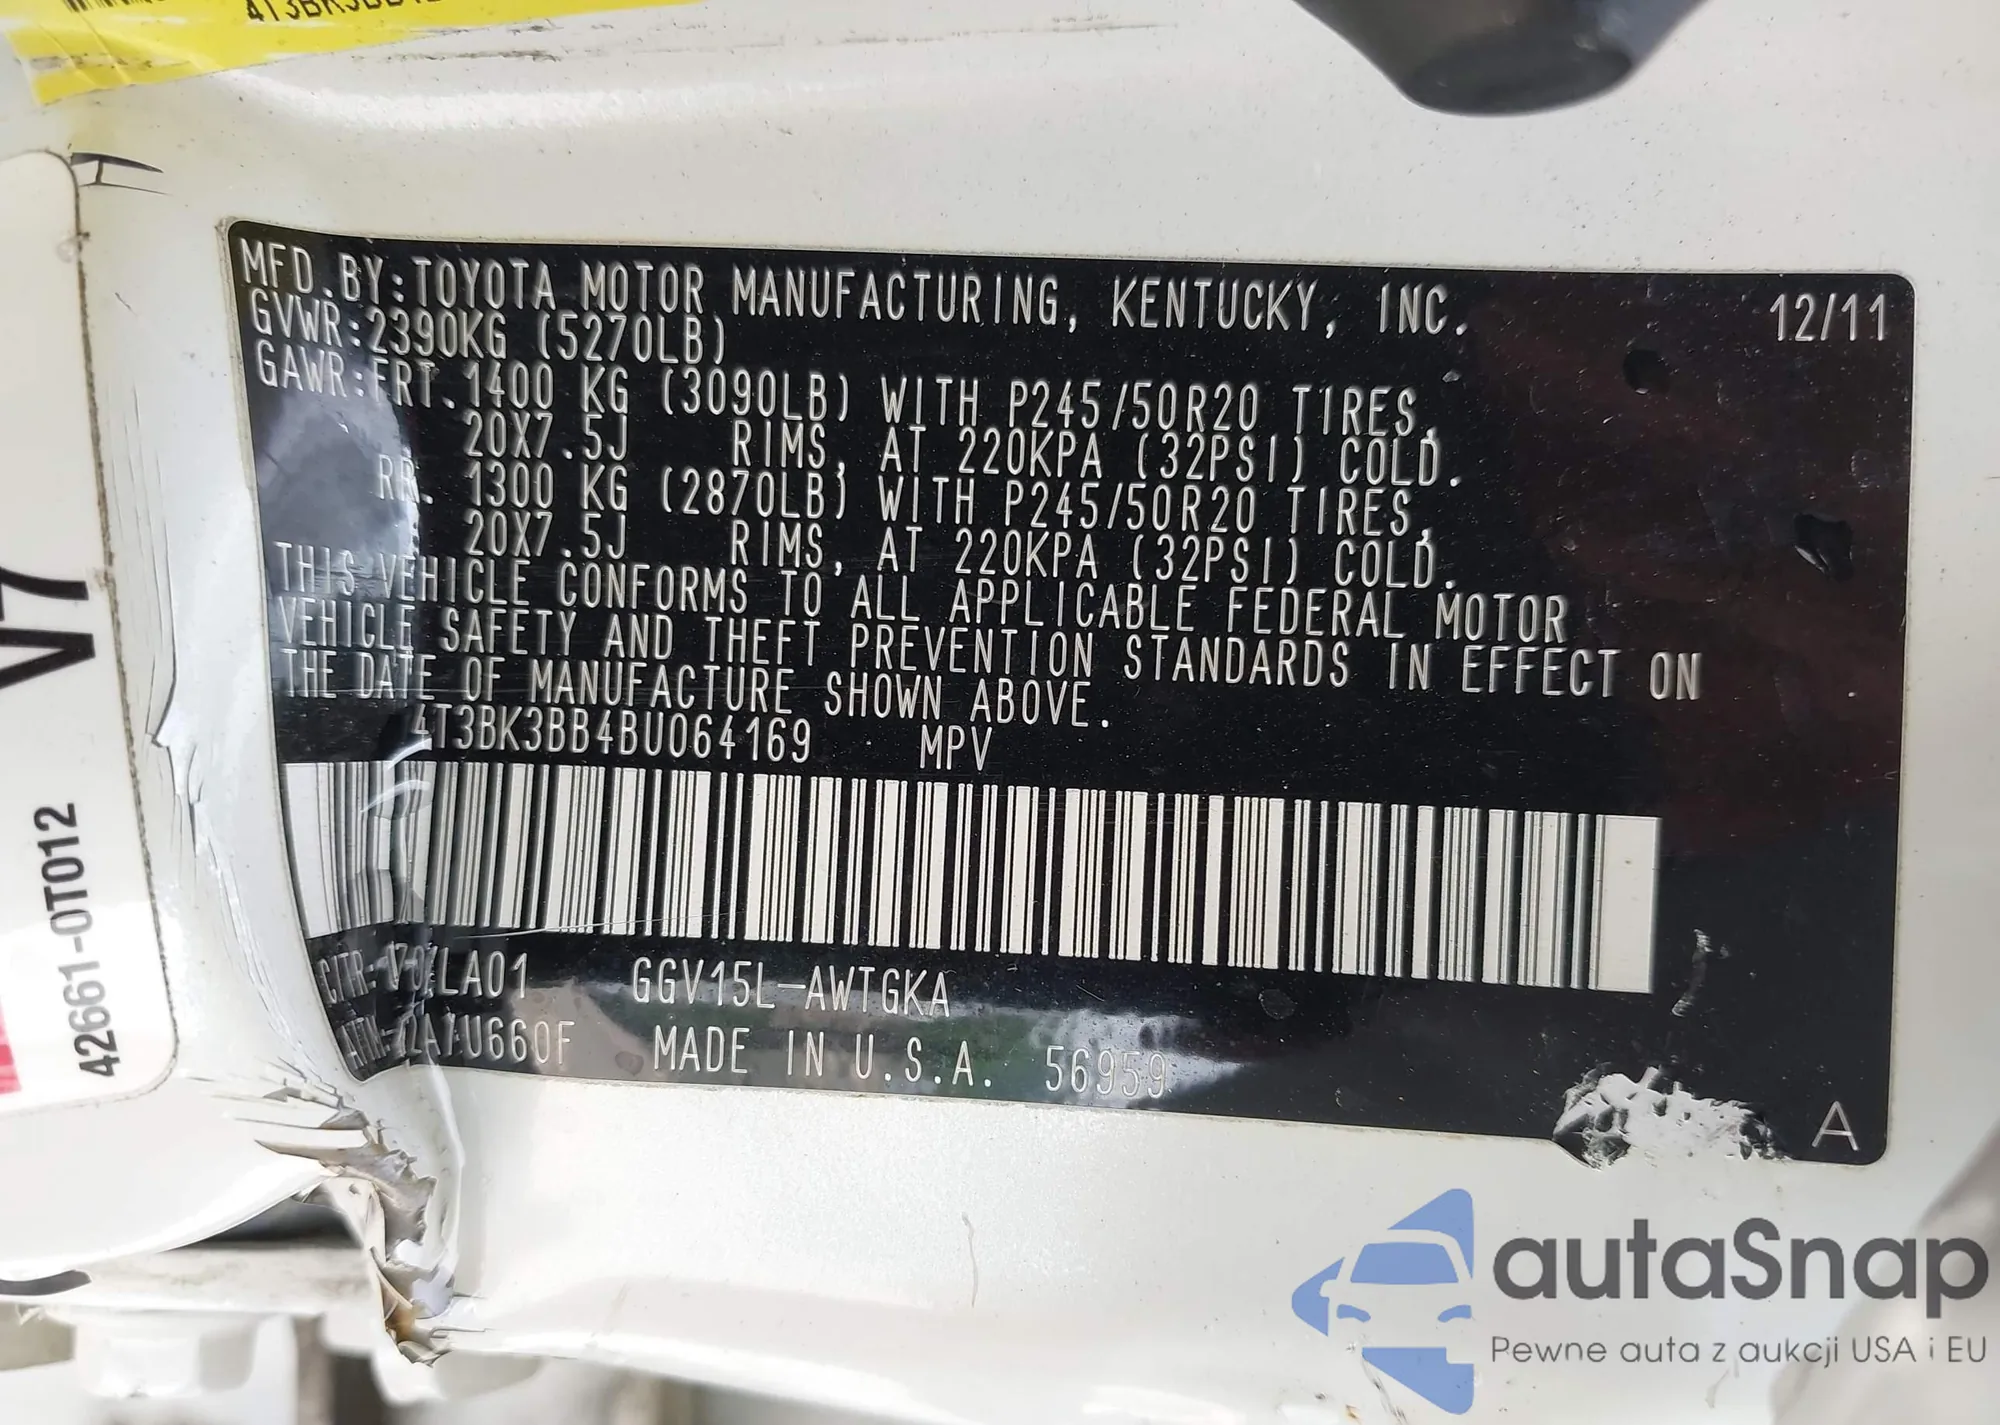 MFD.BY:TOYOTA MOTOR MANUFACTURING, KENTUCKY, INC. 12/11
GVWR:2390KG (5270LB)
GAWR:FRT.1400 KG (3090LB) WITH P245/50R20 TIRES,
20X7.5J RIMS, AT 220KPA (32PSI) COLD.
RR. 1300 KG (2870LB) WITH P245/50R20 TIRES,
20X7.5J RIMS, AT 220KPA (32PSI) COLD.
THIS VEHICLE CONFORMS TO ALL APPLICABLE FEDERAL MOTOR
VEHICLE SAFETY AND THEFT PREVENTION STANDARDS IN EFFECT ON
THE DATE OF MANUFACTURE SHOWN ABOVE.
4T3BK3BB4BU064169 MPV
C/TR: LA01 GGV15L-AWTGKA
U660F MADE IN U.S.A. 56959
A
42661-0T012
autaSnap
Pewne auta z aukcji USA i EU